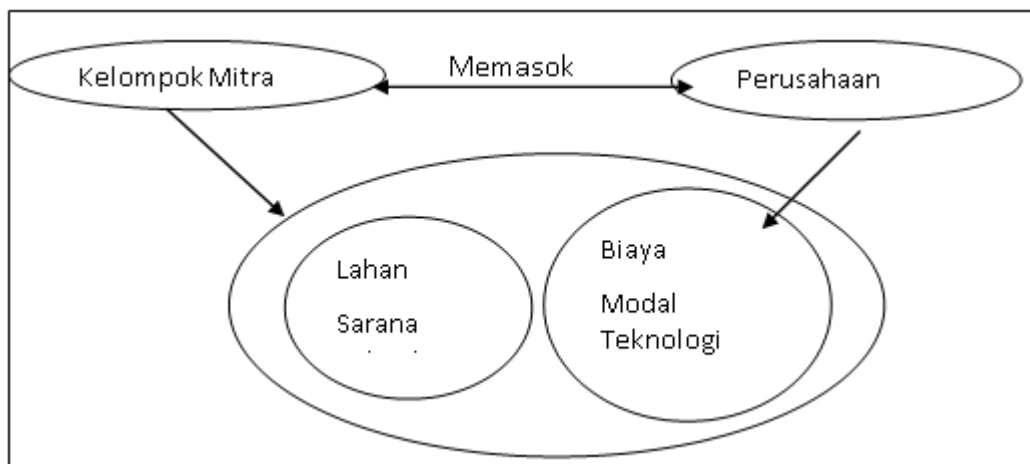 Kelompok Mitra
Memasok
Perusahaan
Lahan
Sarana
Biaya
Modal
Teknologi